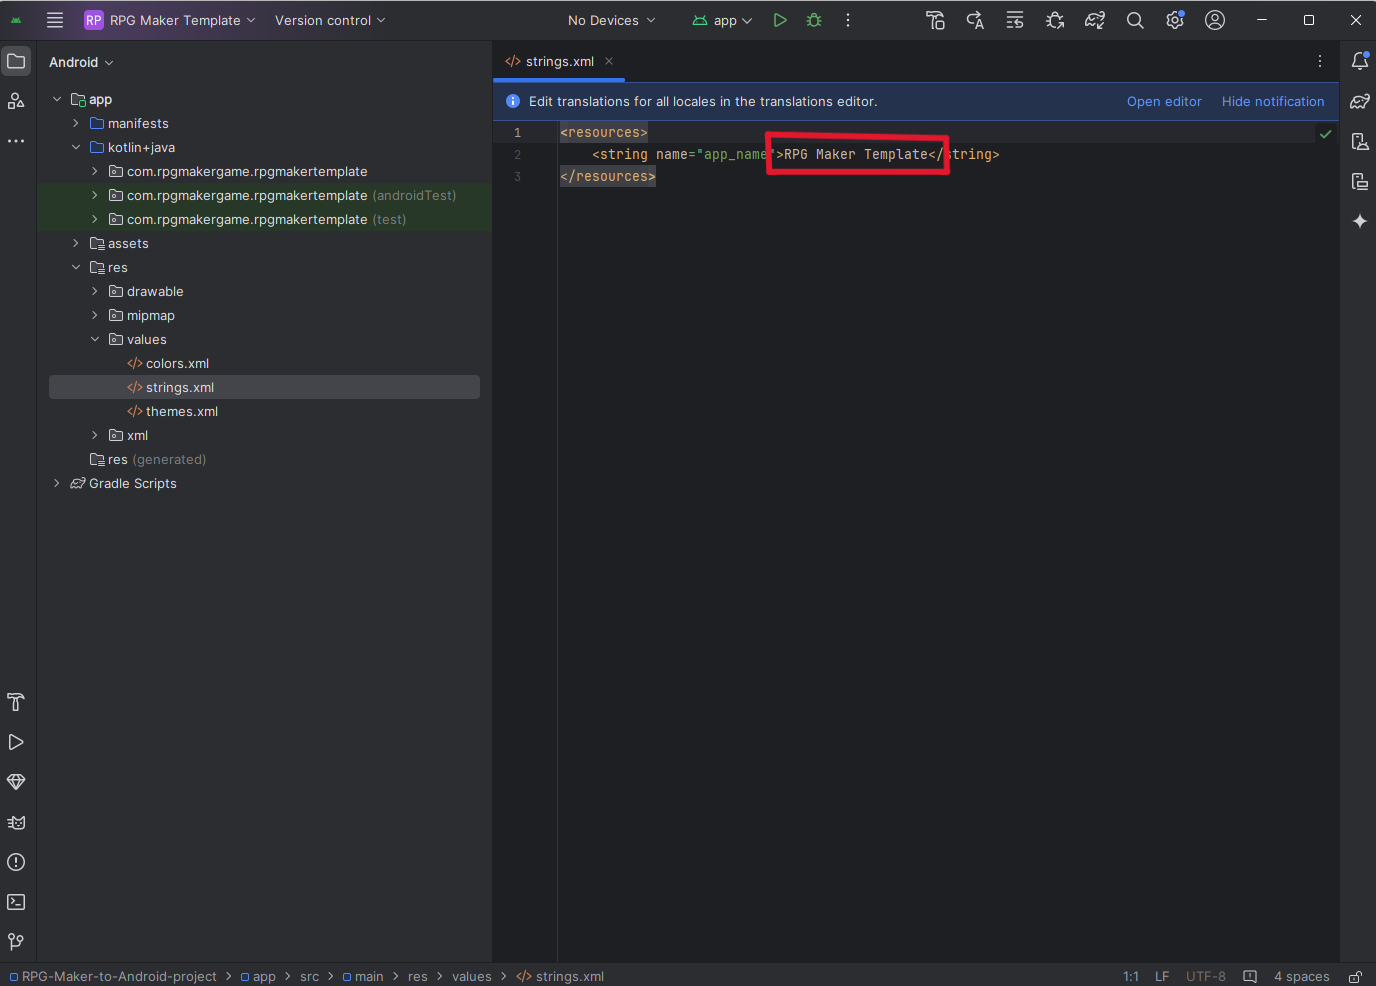 RP RPG Maker Template Version control No Devices app
Android
strings.xml
Edit translations for all locales in the translations editor. Open editor Hide notification
app
manifests
kotlin+java
com.rpgmakergame.rpgmakertemplate
com.rpgmakergame.rpgmakertemplate (androidTest)
com.rpgmakergame.rpgmakertemplate (test)
assets
res
drawable
mipmap
values
colors.xml
strings.xml
themes.xml
xml
res (generated)
Gradle Scripts
1 <resources>
2 <string name="app_name">RPG Maker Template</string>
3 </resources>
RPG-Maker-to-Android-project > app > src > main > res > values > strings.xml 1:1 LF UTF-8 4 spaces